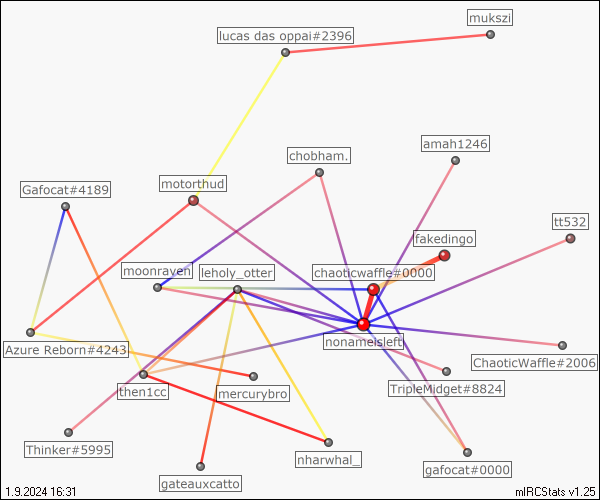 mukszi
lucas das oppai#2396
amah1246
chobham.
Gafocat#4189
motorthud
tt532
fakedingo
moonraven
leholy_otter
chaoticwaffle#0000
nonameisleft
Azure Reborn#4243
ChaoticWaffle#2006
then1cc
mercurybro
TripleMidget#8824
Thinker#5995
nharwhal_
gafocat#0000
gateauxcatto
1.9.2024 16:31
mIRCStats v1.25